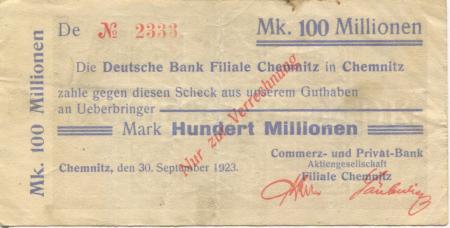 De № 2333
Mk. 100 Millionen
Mk. 100 Millionen
Die Deutsche Bank Filiale Chemnitz in Chemnitz
zahle gegen diesen Scheck aus unserem Guthaben
an Ueberbringer
Nur zur Verrechnung
Mark Hundert Millionen
Chemnitz, den 30. September 1923.
Commerz- und Privat-Bank
Aktiengesellschaft
Filiale Chemnitz